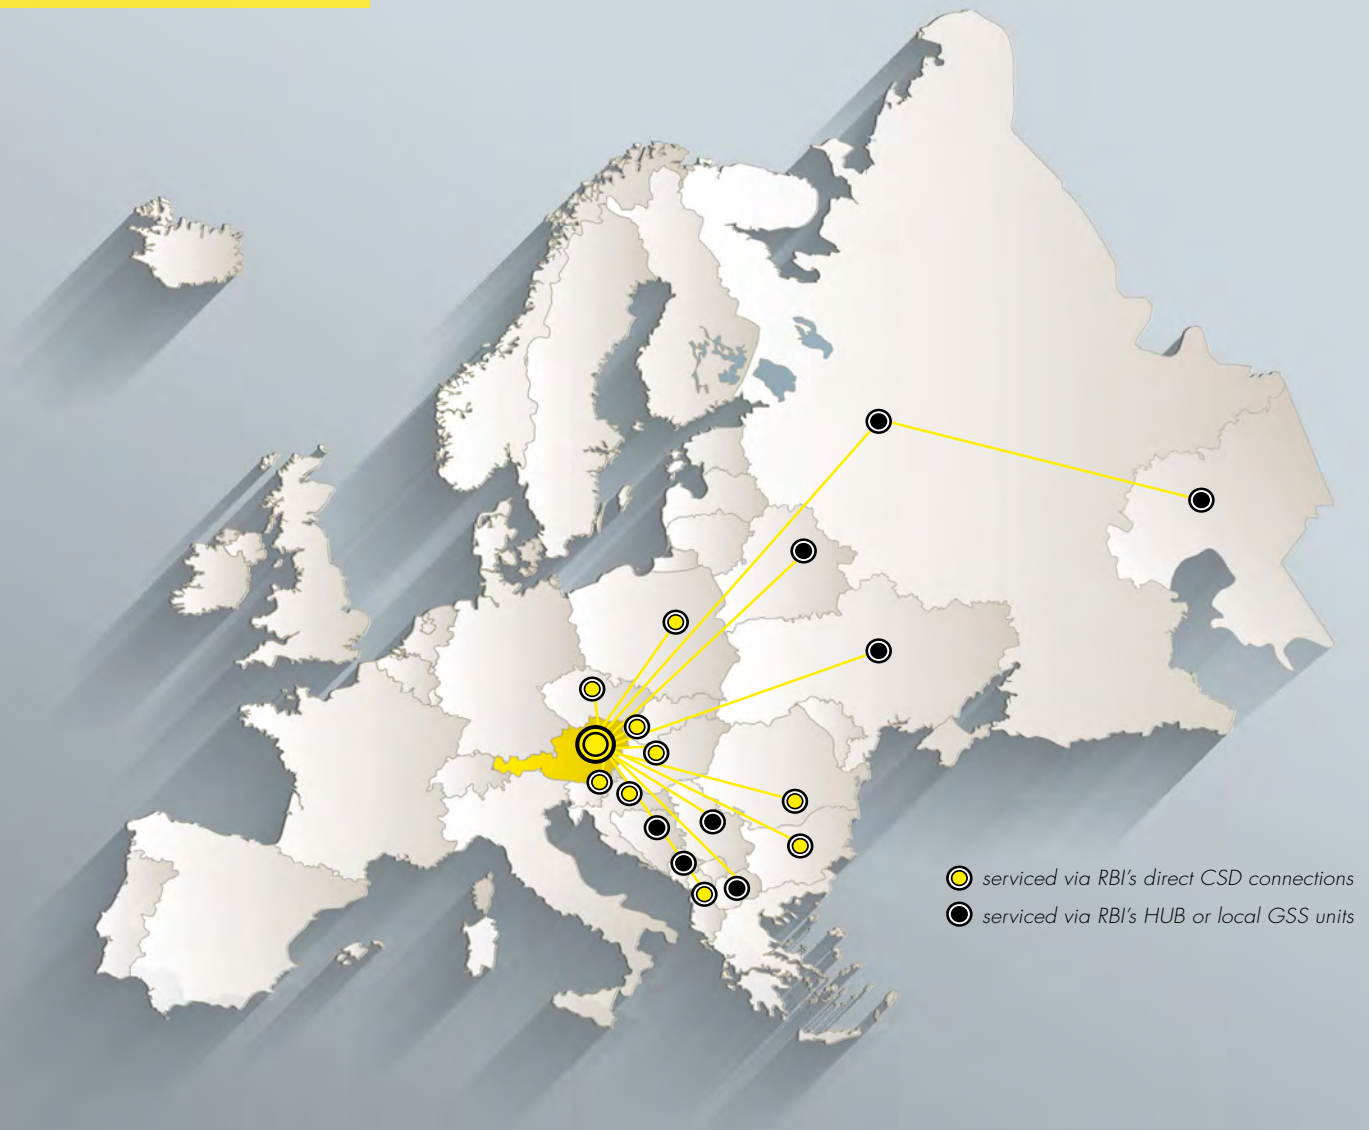 serviced via RBI's direct CSD connections
serviced via RBI's HUB or local GSS units